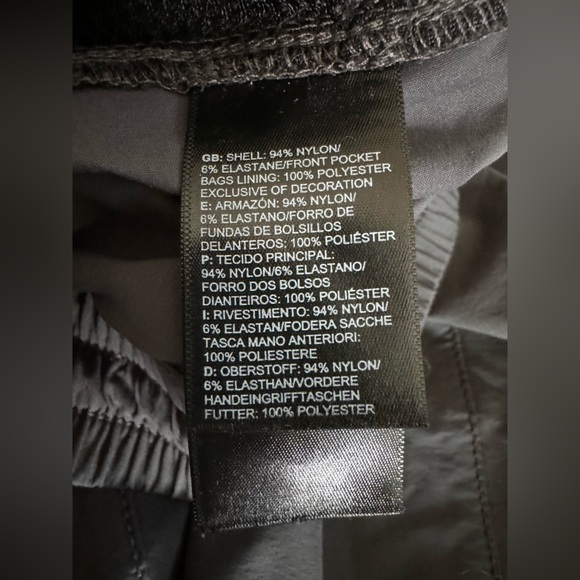 GB: SHELL: 94% NYLON/
6% ELASTANE/FRONT POCKET
BAGS LINING: 100% POLYESTER
EXCLUSIVE OF DECORATION
E: ARMAZÓN: 94% NYLON/
6% ELASTANO/FORRO DE
FUNDAS DE BOLSILLOS
DELANTEROS: 100% POLIÉSTER
P: TECIDO PRINCIPAL:
94% NYLON/6% ELASTANO/
FORRO DOS BOLSOS
DIANTEIROS: 100% POLIÉSTER
I: RIVESTIMENTO: 94% NYLON/
6% ELASTAN/FODERA SACCHE
TASCA MANO ANTERIORI:
100% POLIESTERE
D: OBERSTOFF: 94% NYLON/
6% ELASTHAN/VORDERE
HANDEINGRIFFTASCHEN
FUTTER: 100% POLYESTER